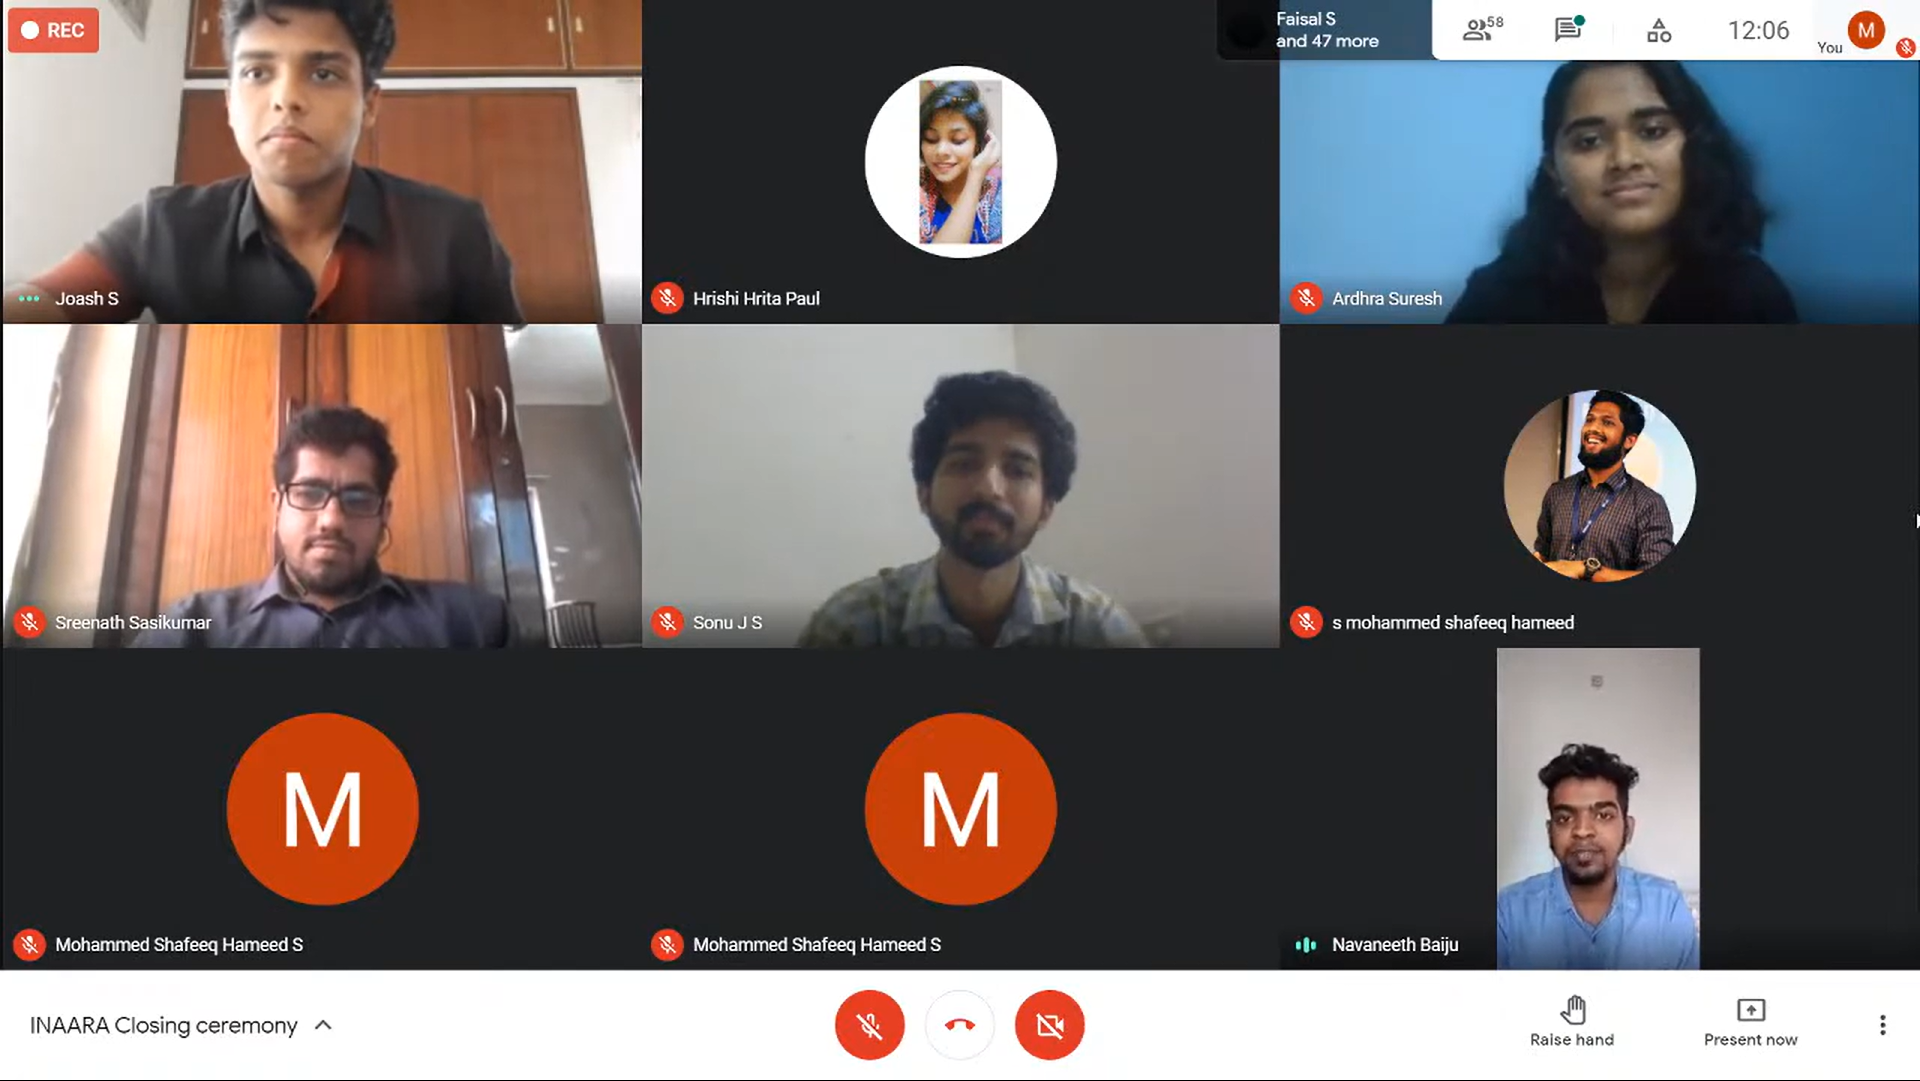 REC
Faisal S
and 47 more
58
12:06
You
M
Joash S
Hrishi Hrita Paul
Ardhra Suresh
Sreenath Sasikumar
Sonu J S
s mohammed shafeeq hameed
M
M
Mohammed Shafeeq Hameed S
Mohammed Shafeeq Hameed S
Navaneeth Baiju
INAARA Closing ceremony
Raise hand
Present now